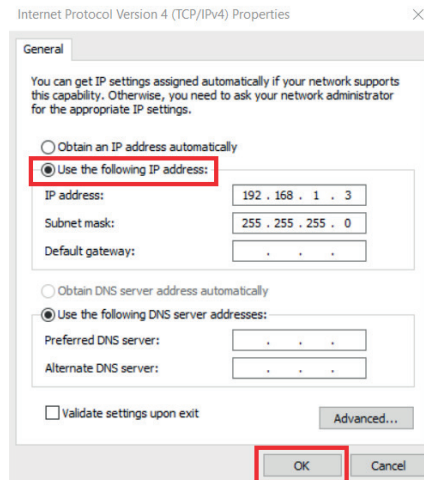 Internet Protocol Version 4 (TCP/IPv4) Properties
General
You can get IP settings assigned automatically if your network supports
this capability. Otherwise, you need to ask your network administrator
for the appropriate IP settings.
Obtain an IP address automatically
Use the following IP address:
IP address: 192 . 168 . 1 . 3
Subnet mask: 255 . 255 . 255 . 0
Default gateway: . . .
Obtain DNS server address automatically
Use the following DNS server addresses:
Preferred DNS server: . . .
Alternate DNS server: . . .
Validate settings upon exit
Advanced...
OK Cancel